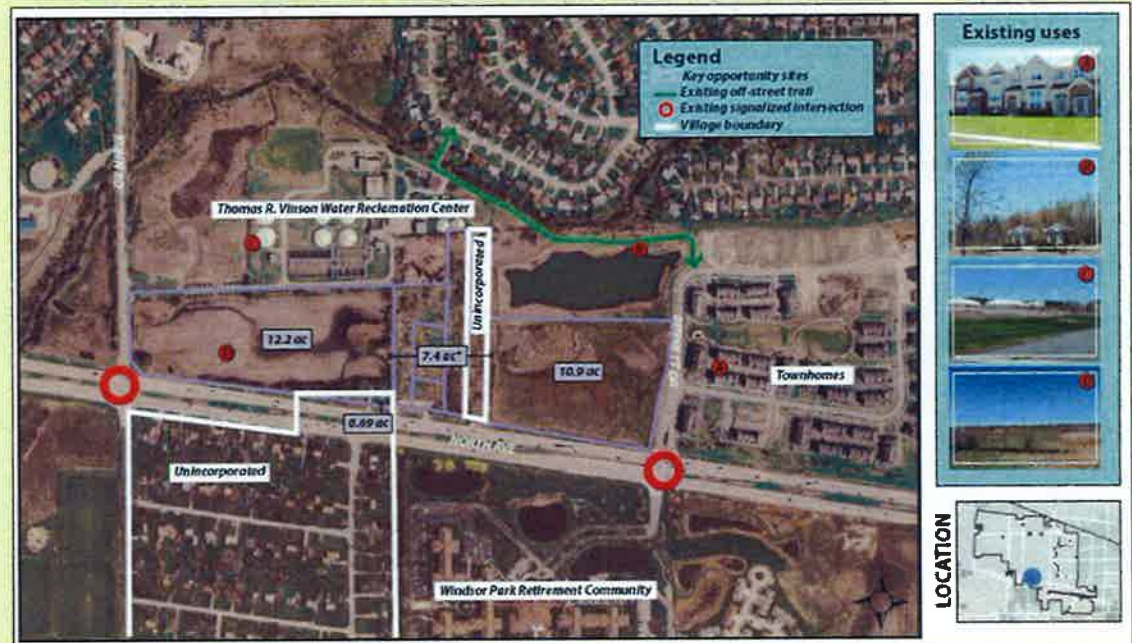 Legend
Key opportunity sites
Existing off-street trail
Existing signalized intersection
Village boundary
Existing uses
Thomas R. Vinson Water Reclamation Center
Unincorporated
12.2 ac
7.4 ac*
10.9 ac
Townhomes
0.69 ac
NORTH AVE
Unincorporated
Windsor Park Retirement Community
LOCATION